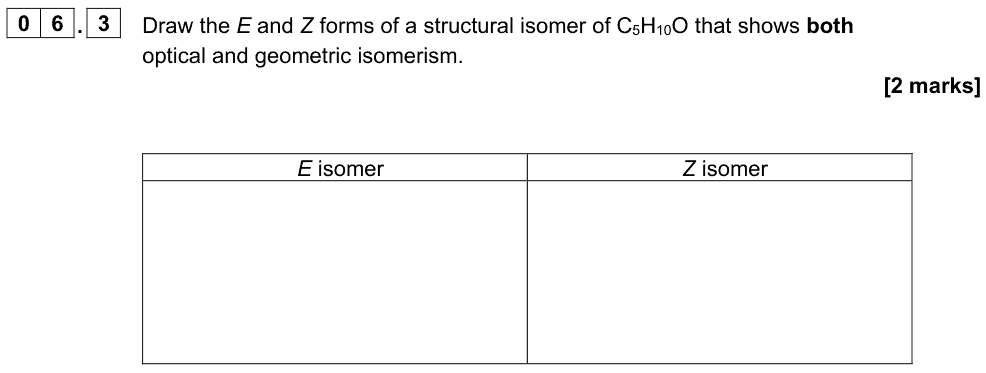 0 6 . 3 Draw the E and Z forms of a structural isomer of C₅H₁₀O that shows both
optical and geometric isomerism.
[2 marks]
E isomer Z isomer